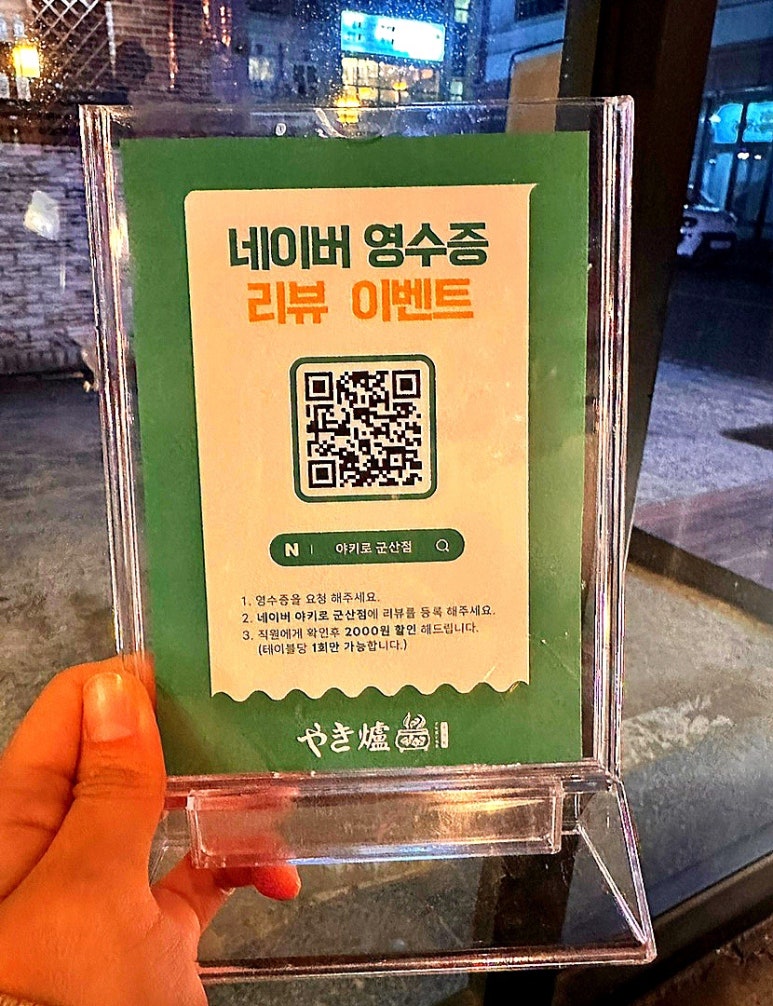 네이버 영수증
리뷰 이벤트
N | 야키로 군산점
1. 영수증을 요청 해주세요.
2. 네이버 야키로 군산점에 리뷰를 등록 해주세요.
3. 직원에게 확인후 2000원 할인 해드립니다.
(테이블당 1회만 가능합니다.)
やき爐